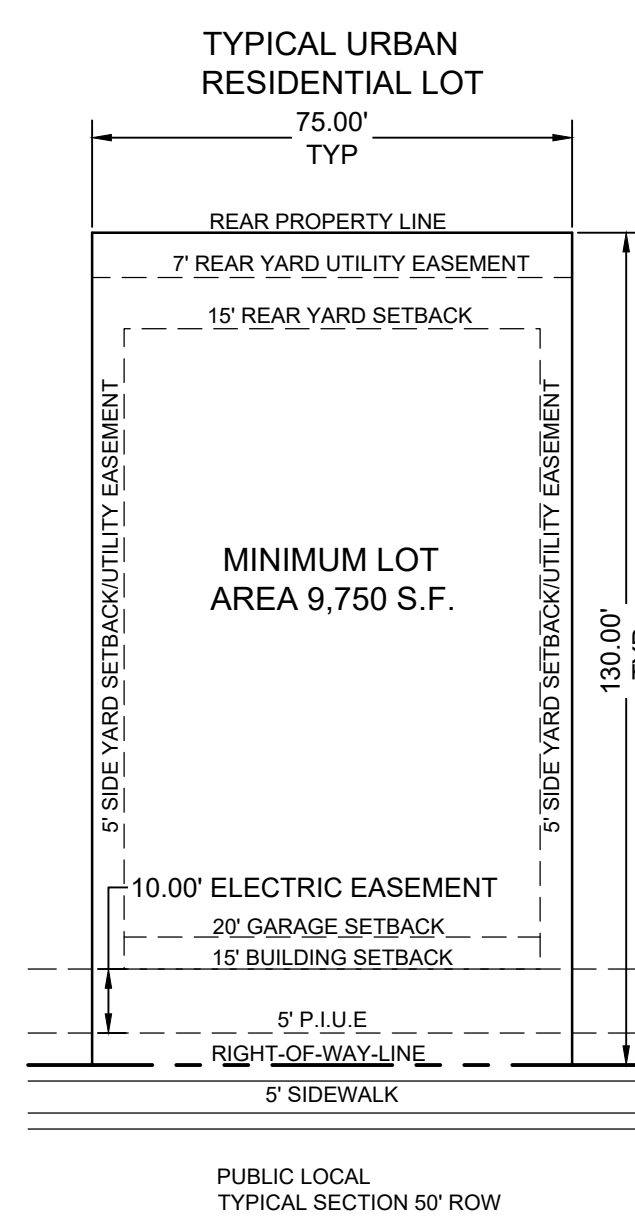 TYPICAL URBAN
RESIDENTIAL LOT
75.00'
TYP
REAR PROPERTY LINE
7' REAR YARD UTILITY EASEMENT
15' REAR YARD SETBACK
5' SIDE YARD SETBACK/UTILITY EASEMENT
MINIMUM LOT
AREA 9,750 S.F.
5' SIDE YARD SETBACK/UTILITY EASEMENT
130.00'
10.00' ELECTRIC EASEMENT
20' GARAGE SETBACK
15' BUILDING SETBACK
5' P.I.U.E
RIGHT-OF-WAY-LINE
5' SIDEWALK
PUBLIC LOCAL
TYPICAL SECTION 50' ROW